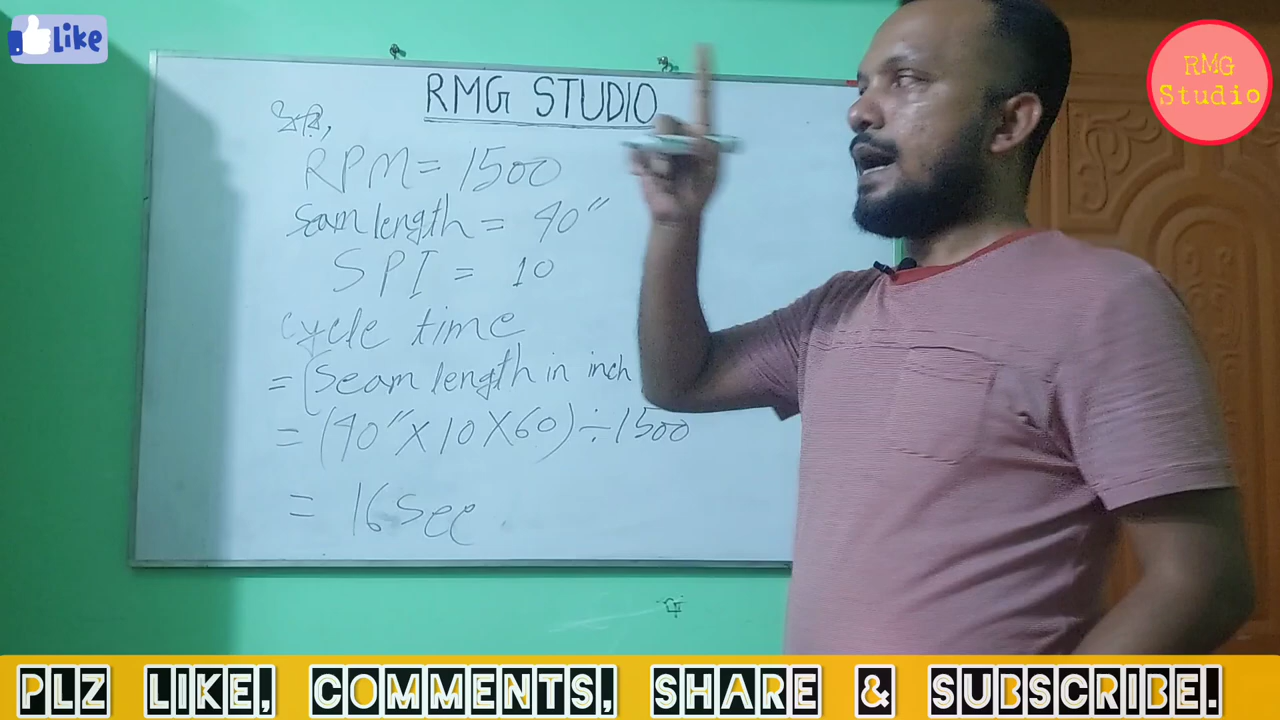 Like
RMG
Studio
RMG STUDIO
ধরি,
RPM = 1500
Seam length = 40"
SPI = 10
cycle time
= (Seam length in inch
= (40" X 10 X 60) ÷ 1500
= 16 Sec
PLZ LIKE, COMMENTS, SHARE & SUBSCRIBE.